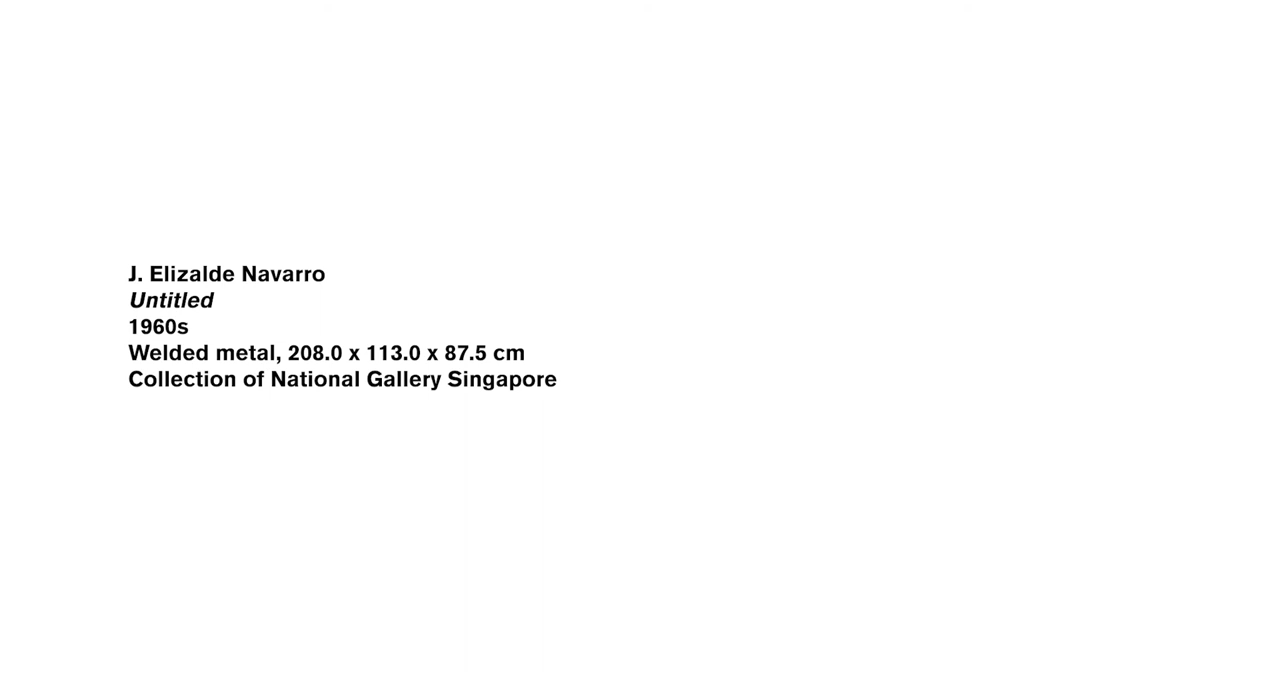 J. Elizalde Navarro
Untitled
1960s
Welded metal, 208.0 x 113.0 x 87.5 cm
Collection of National Gallery Singapore